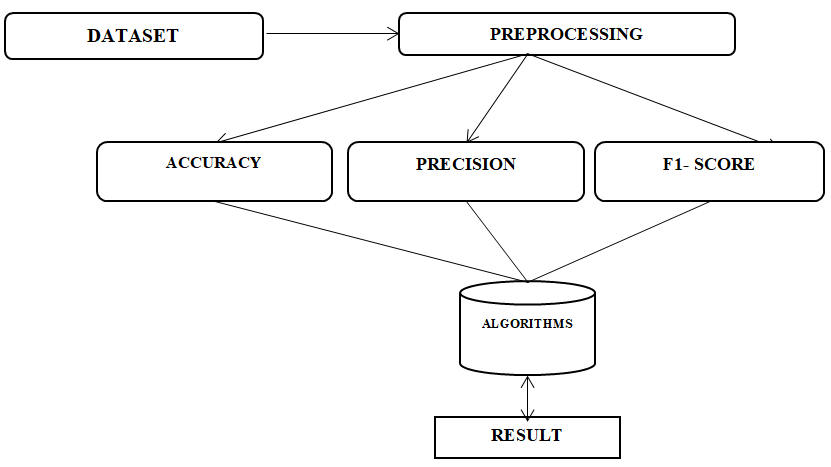 DATASET
PREPROCESSING
ACCURACY
PRECISION
F1- SCORE
ALGORITHMS
RESULT